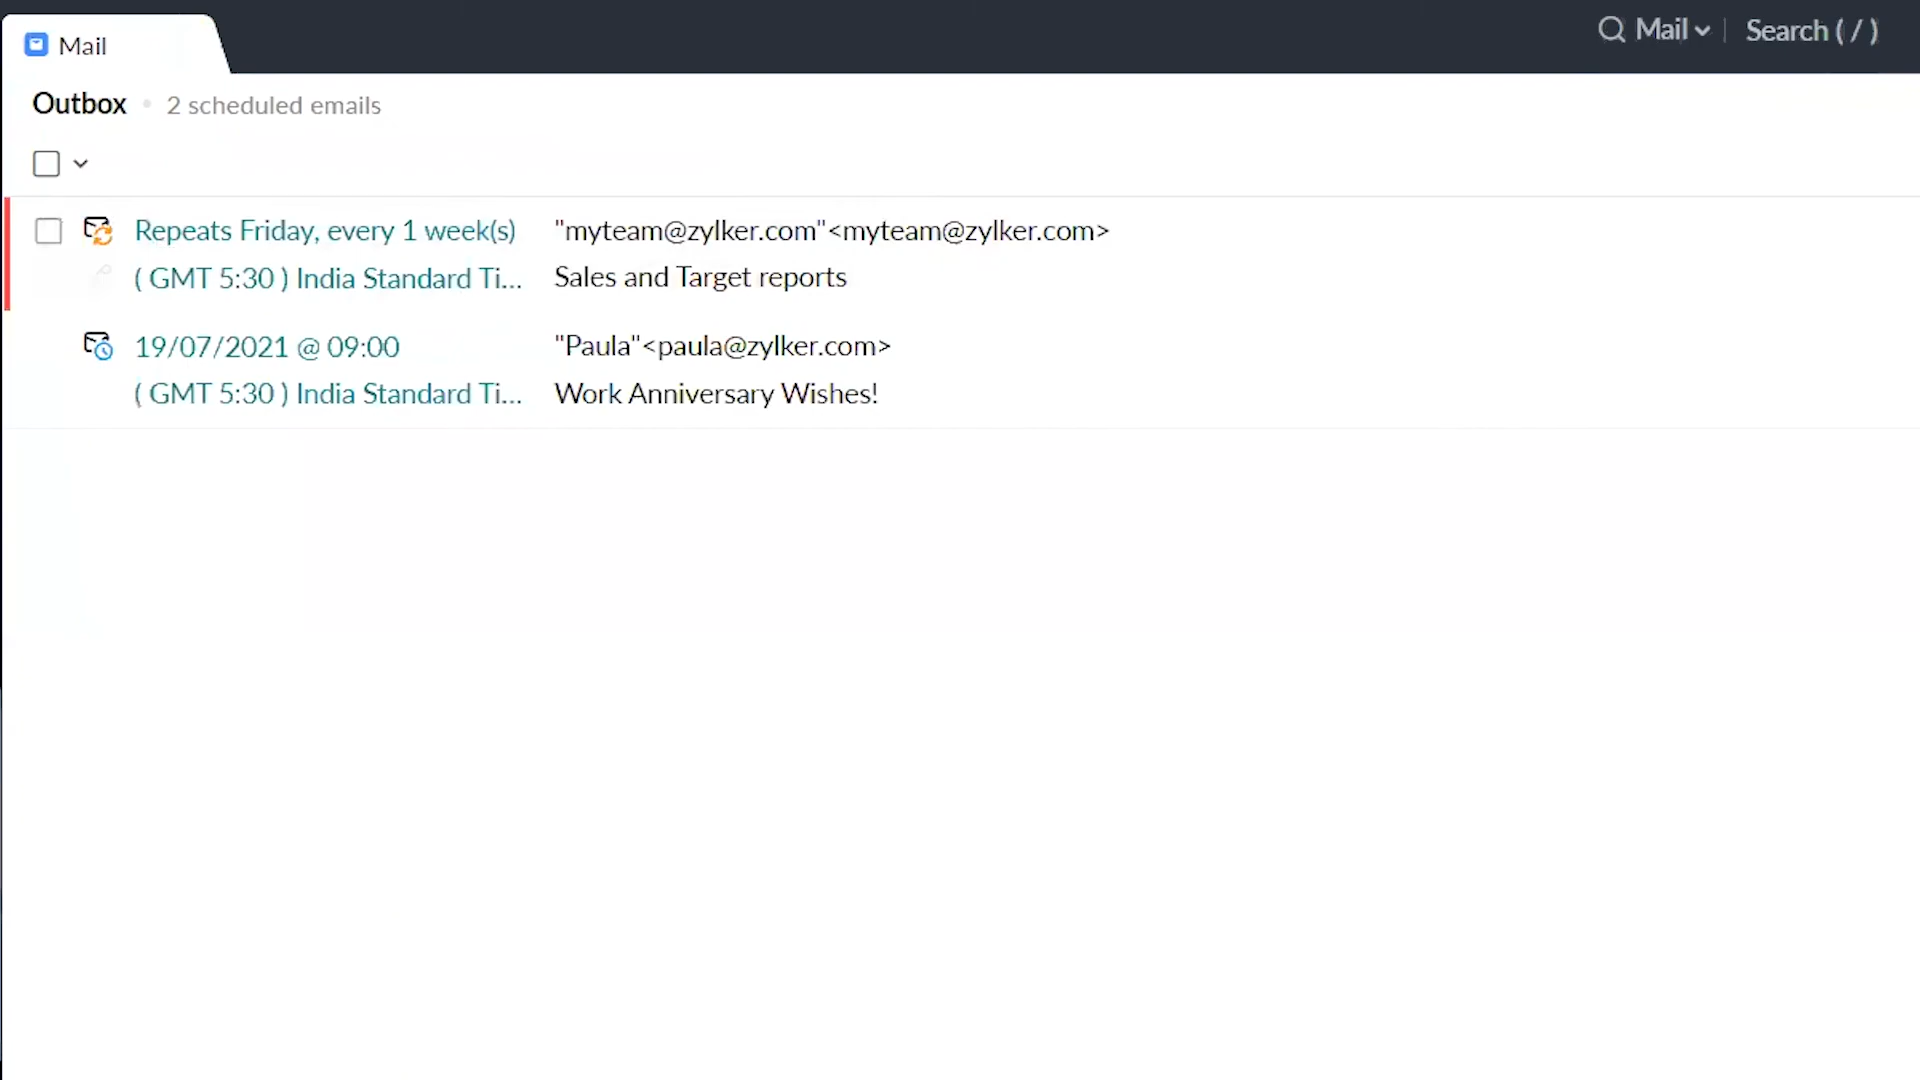 Mail
Mail
Search ( / )
Outbox • 2 scheduled emails
Repeats Friday, every 1 week(s) "myteam@zylker.com"<myteam@zylker.com>
( GMT 5:30 ) India Standard Ti... Sales and Target reports
19/07/2021 @ 09:00 "Paula"<paula@zylker.com>
( GMT 5:30 ) India Standard Ti... Work Anniversary Wishes!